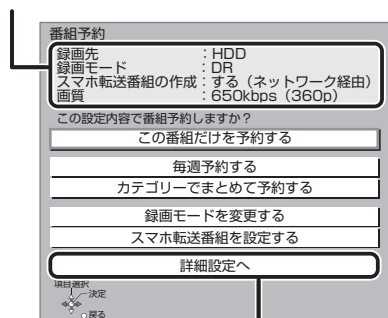 番組予約
録画先 : HDD
録画モード : DR
スマホ転送番組の作成 : する（ネットワーク経由）
画質 : 650kbps（360p）
この設定内容で番組予約しますか？
この番組だけを予約する
毎週予約する
カテゴリーでまとめて予約する
録画モードを変更する
スマホ転送番組を設定する
詳細設定へ
項目選択
決定
戻る